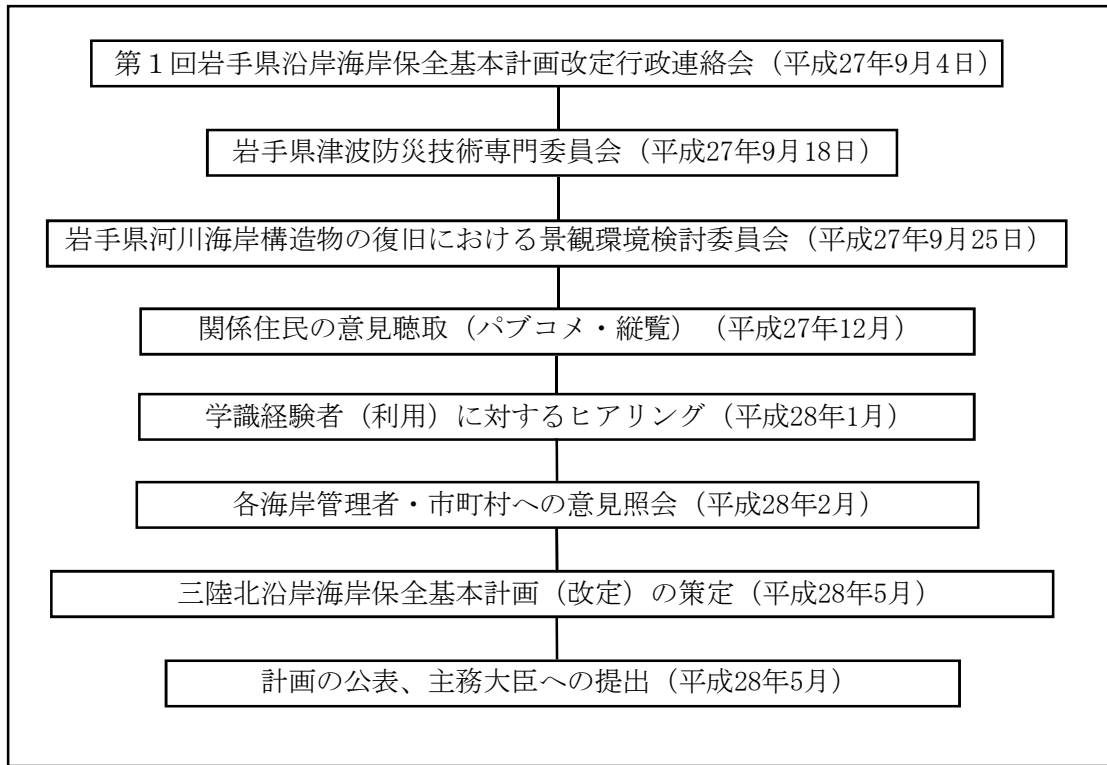 第１回岩手県沿岸海岸保全基本計画改定行政連絡会（平成27年9月4日）
岩手県津波防災技術専門委員会（平成27年9月18日）
岩手県河川海岸構造物の復旧における景観環境検討委員会（平成27年9月25日）
関係住民の意見聴取（パブコメ・縦覧）（平成27年12月）
学識経験者（利用）に対するヒアリング（平成28年1月）
各海岸管理者・市町村への意見照会（平成28年2月）
三陸北沿岸海岸保全基本計画（改定）の策定（平成28年5月）
計画の公表、主務大臣への提出（平成28年5月）